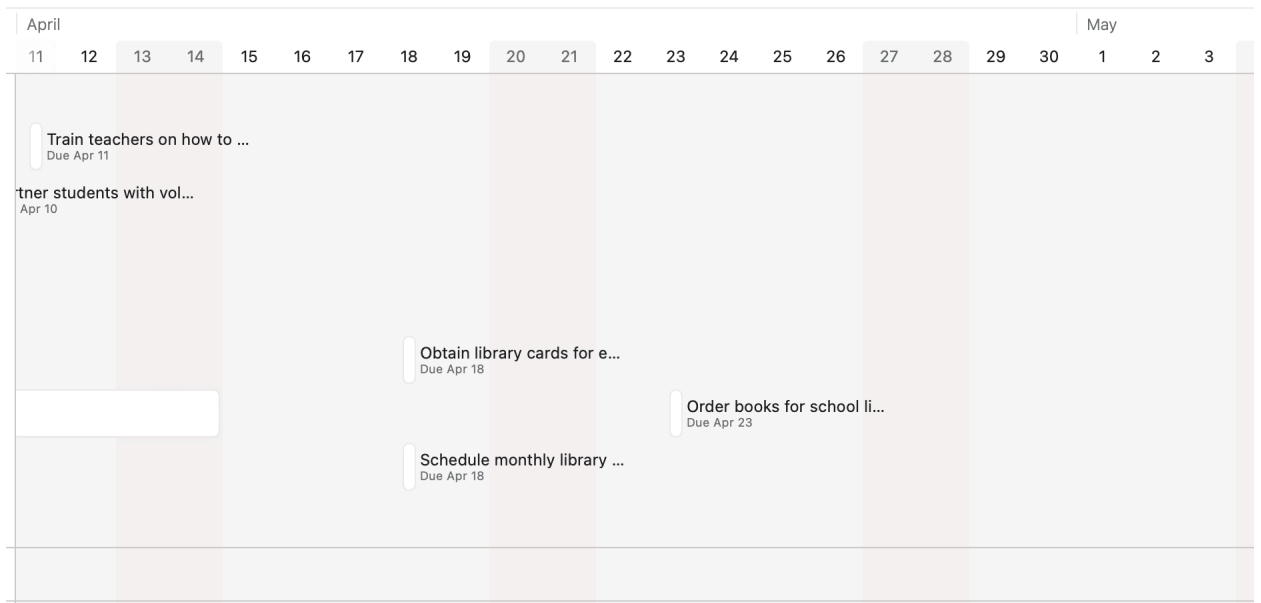 April May
11 12 13 14 15 16 17 18 19 20 21 22 23 24 25 26 27 28 29 30 1 2 3
Train teachers on how to ...
Due Apr 11
tner students with vol...
Apr 10
Obtain library cards for e...
Due Apr 18
Order books for school li...
Due Apr 23
Schedule monthly library ...
Due Apr 18